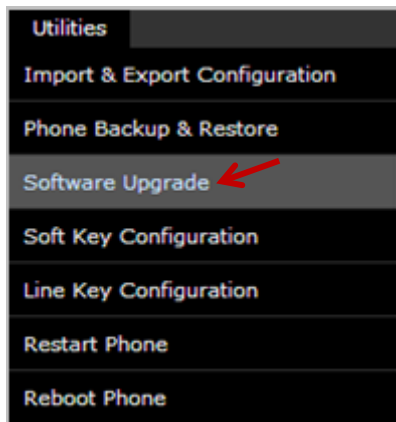 Utilities
Import & Export Configuration
Phone Backup & Restore
Software Upgrade
Soft Key Configuration
Line Key Configuration
Restart Phone
Reboot Phone